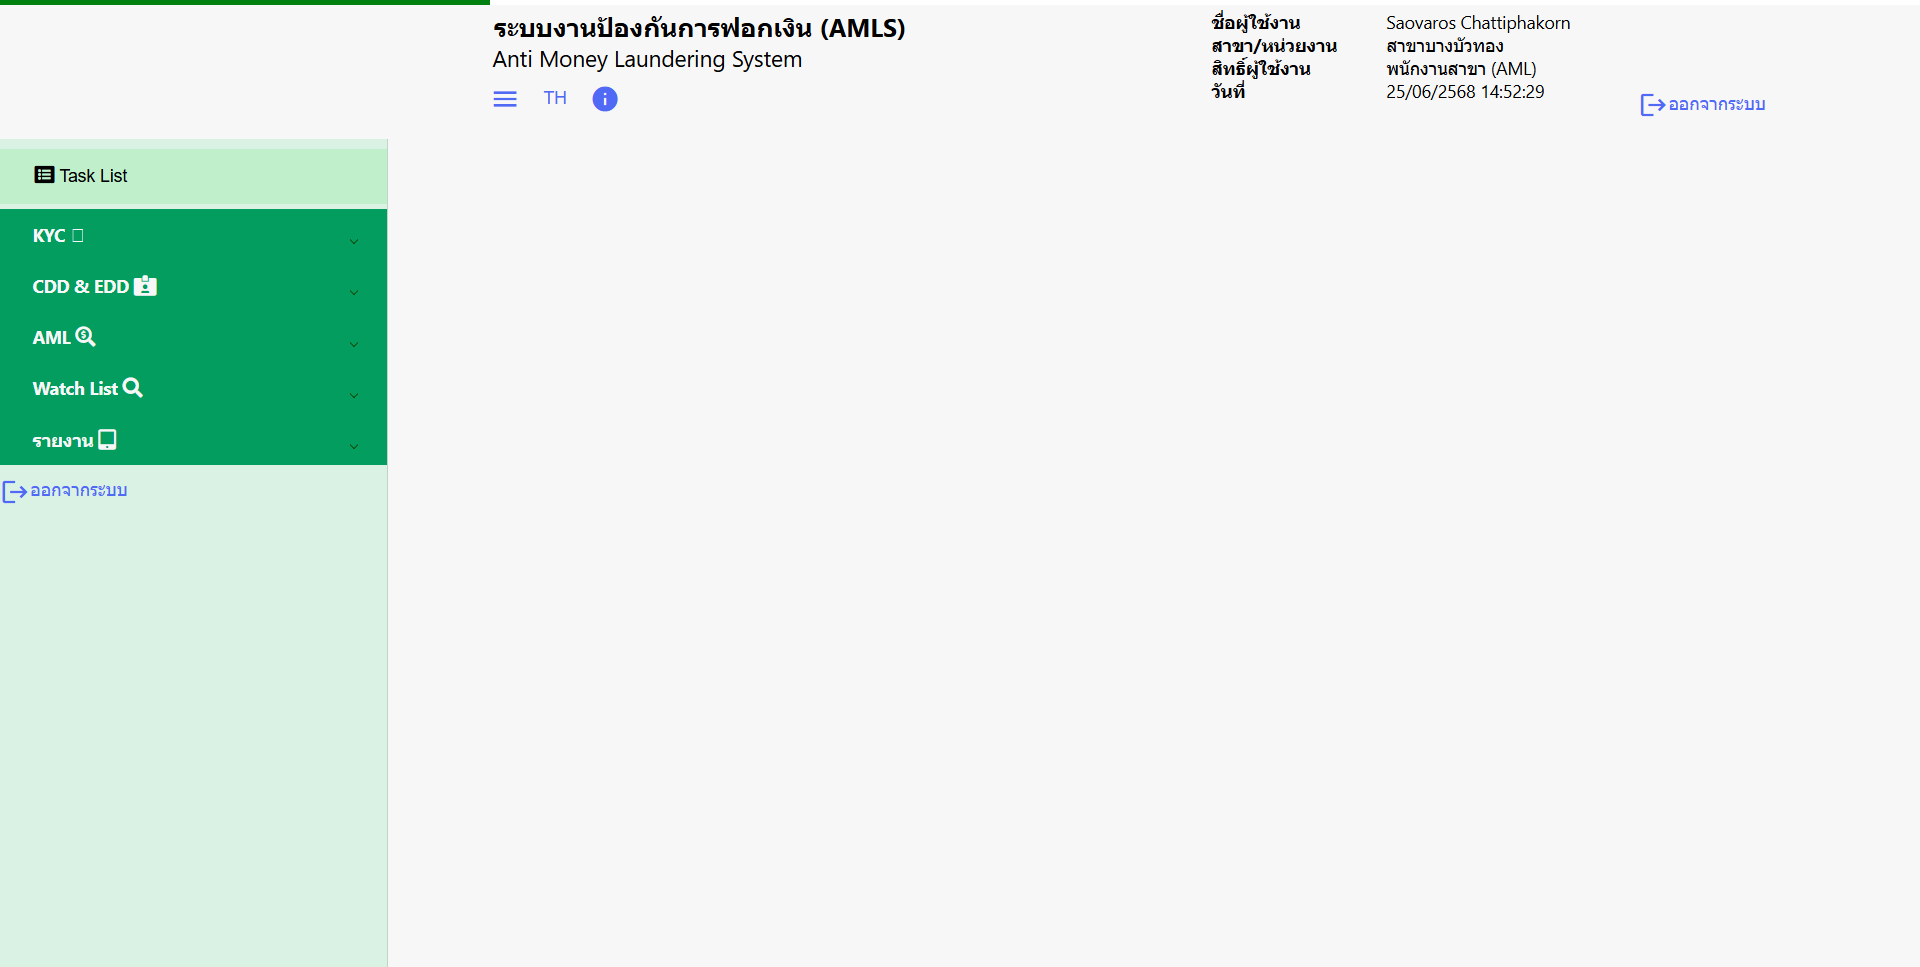 ระบบงานป้องกันการฟอกเงิน (AMLS)
Anti Money Laundering System
TH
ชื่อผู้ใช้งาน Saovaros Chattiphakorn
สาขา/หน่วยงาน สาขาบางบัวทอง
สิทธิ์ผู้ใช้งาน พนักงานสาขา (AML)
วันที่ 25/06/2568 14:52:29
ออกจากระบบ
Task List
KYC
CDD & EDD
AML
Watch List
รายงาน
ออกจากระบบ